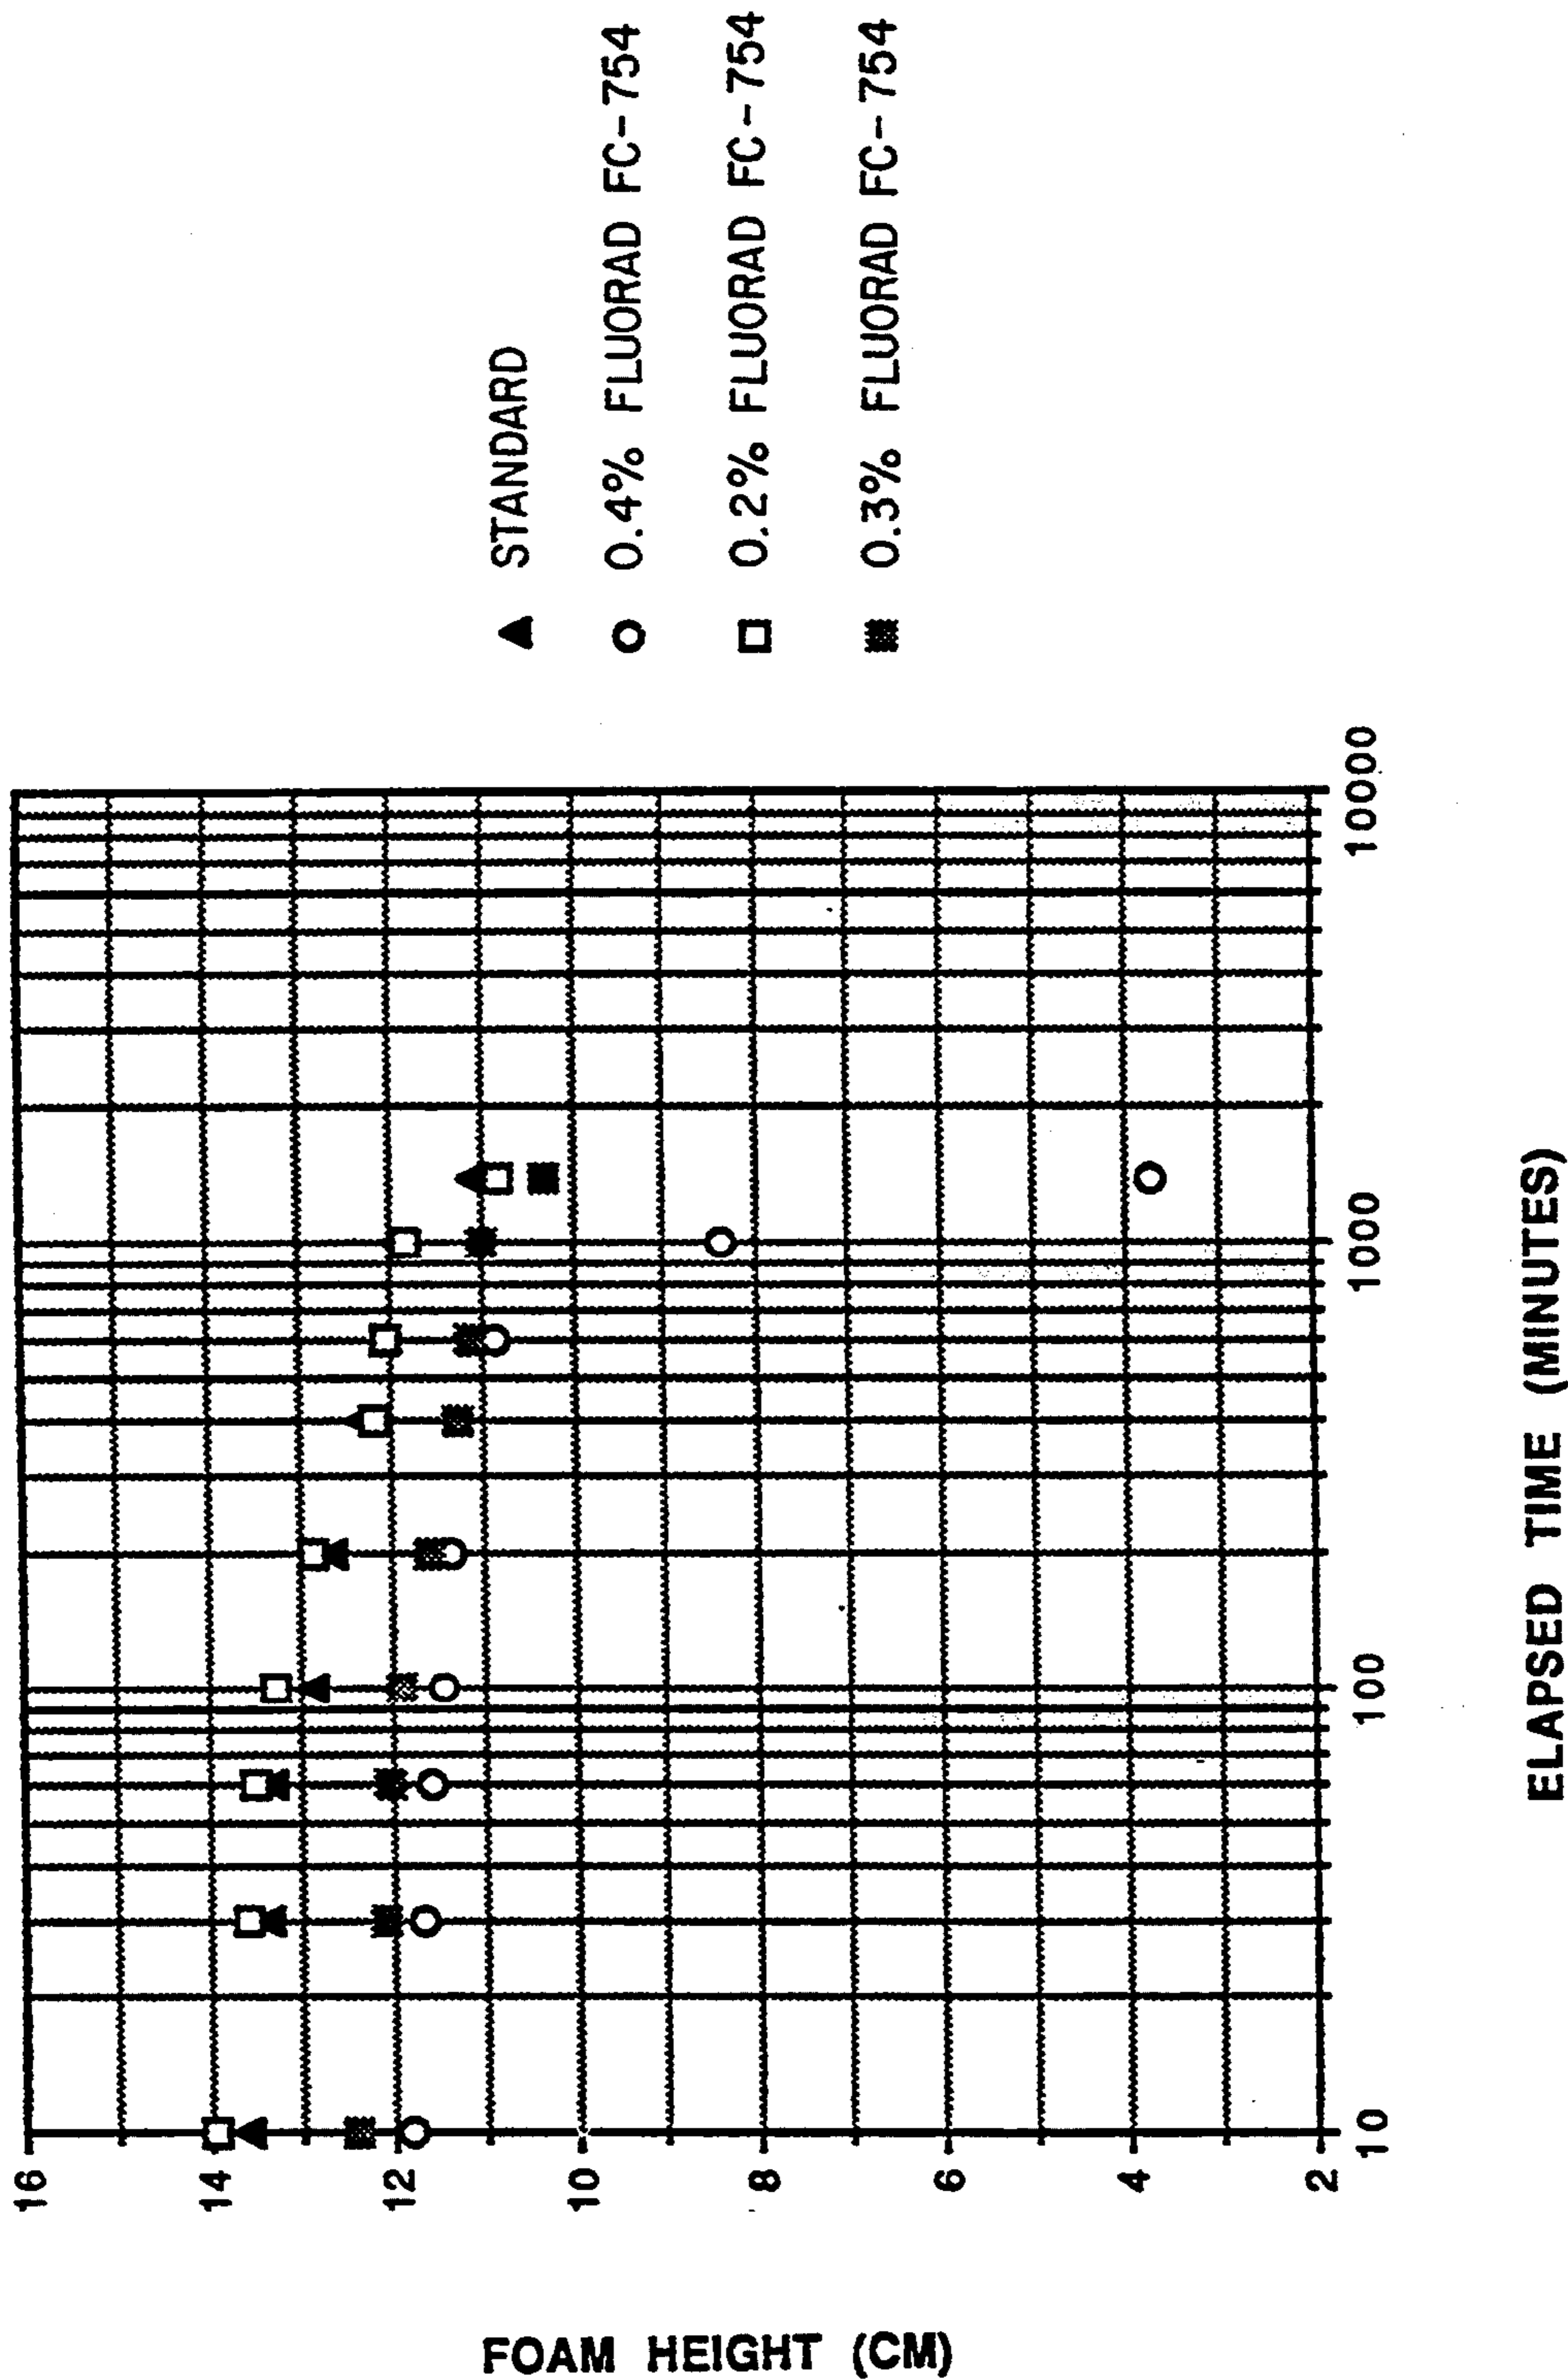 FOAM HEIGHT (CM)
16
14
12
10
8
6
4
2
10
100
1000
10000
ELAPSED TIME (MINUTES)
STANDARD
0.4% FLUORAD FC-754
0.2% FLUORAD FC-754
0.3% FLUORAD FC-754